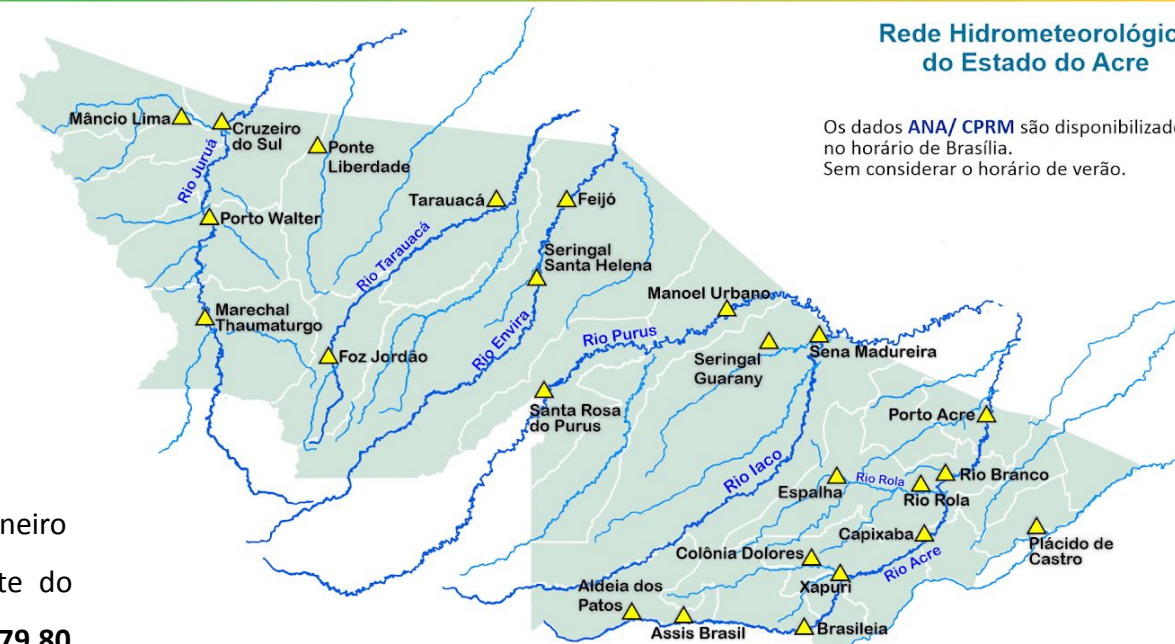 Rede Hidrometeorológic
do Estado do Acre
Os dados ANA/ CPRM são disponibilizad
no horário de Brasília.
Sem considerar o horário de verão.
Mâncio Lima
Cruzeiro
do Sul
Ponte
Liberdade
Rio Juruá
Porto Walter
Tarauacá
Feijó
Rio Tarauacá
Seringal
Santa Helena
Marechal
Thaumaturgo
Foz Jordão
Rio Envira
Manoel Urbano
Rio Purus
Seringal
Guarany
Sena Madureira
Santa Rosa
do Purus
Porto Acre
Rio Iaco
Espalha
Rio Rola
Rio Rola
Rio Branco
Capixaba
Plácido de
Castro
Colônia Dolores
Rio Acre
Xapuri
Aldeia dos
Patos
Assis Brasil
Brasileia
neiro
te do
79,80